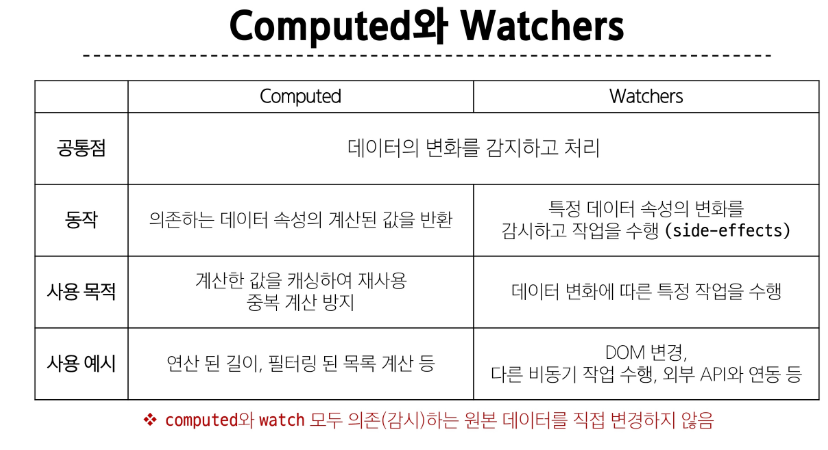 Computed와 Watchers
Computed
Watchers
공통점
데이터의 변화를 감지하고 처리
동작
의존하는 데이터 속성의 계산된 값을 반환
특정 데이터 속성의 변화를
감시하고 작업을 수행 (side-effects)
사용 목적
계산한 값을 캐싱하여 재사용
중복 계산 방지
데이터 변화에 따른 특정 작업을 수행
사용 예시
연산 된 길이, 필터링 된 목록 계산 등
DOM 변경,
다른 비동기 작업 수행, 외부 API와 연동 등
❖ computed와 watch 모두 의존(감시)하는 원본 데이터를 직접 변경하지 않음